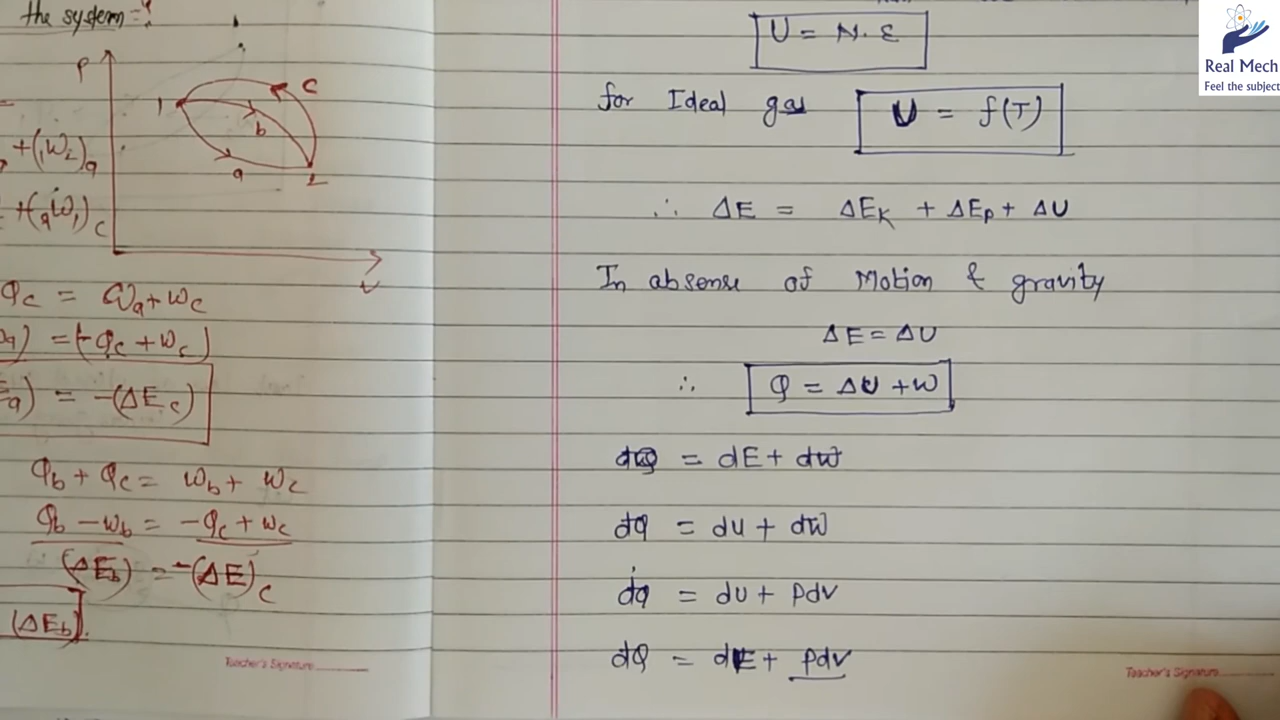 the system=?
P
1
C
b
a
2
+(₁W₂)a
+(₂W₁)c
V
Qc = Wa+Wc
) = (-Qc + Wc)
) = -(ΔEc)
Qb + Qc = Wb + Wc
Qb - Wb = -Qc + Wc
(ΔEb) = -(ΔE)c
(ΔEb).
Teacher's Signature
U = M.E
for Ideal gas U = f(T)
∴ ΔE = ΔEK + ΔEp + ΔU
In absense of Motion & gravity
ΔE = ΔU
∴ Q = ΔU + W
dQ = dE + dW
dQ = du + dW
dQ = du + Pdv
dQ = dE + Pdv
Teacher's Signature
Real Mech
Feel the subject